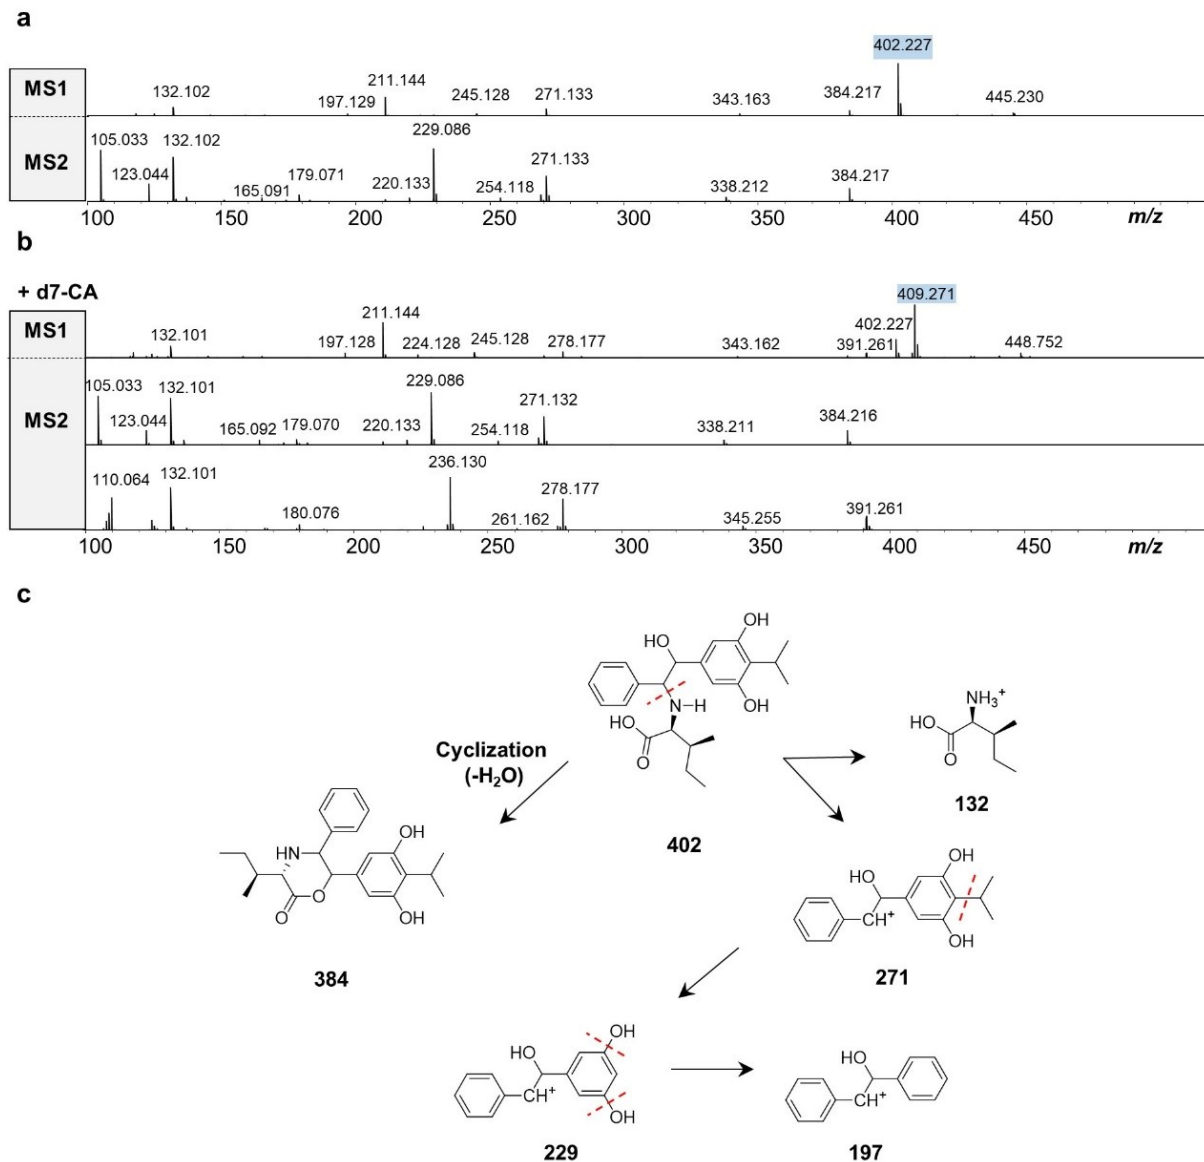 a
MS1
132.102
197.129
211.144
245.128
271.133
343.163
384.217
402.227
445.230
MS2
105.033
123.044
132.102
165.091
179.071
220.133
229.086
254.118
271.133
338.212
384.217
100 150 200 250 300 350 400 450 m/z
b
+ d7-CA
MS1
132.101
197.128
211.144
224.128
245.128
278.177
343.162
391.261
402.227
409.271
448.752
MS2
105.033
123.044
132.101
165.092
179.070
220.133
229.086
254.118
271.132
338.211
384.216
110.064
132.101
180.076
236.130
261.162
278.177
345.255
391.261
100 150 200 250 300 350 400 450 m/z
c
HO
OH
OH
N-H
HO
O
402
Cyclization
(-H2O)
NH3+
HO
O
132
HN
O
O
OH
OH
384
HO
CH+
OH
OH
271
HO
CH+
OH
OH
229
HO
CH+
197